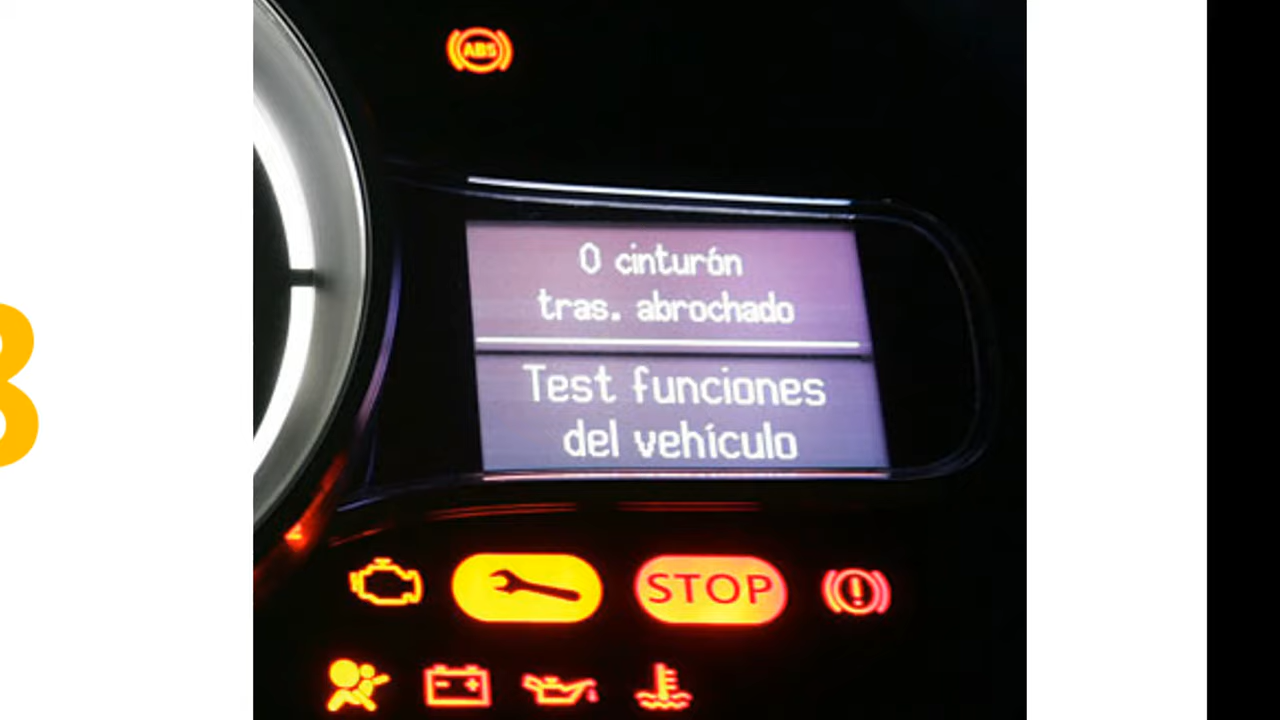 ABS
0 cinturón
tras. abrochado
Test funciones
del vehículo
STOP